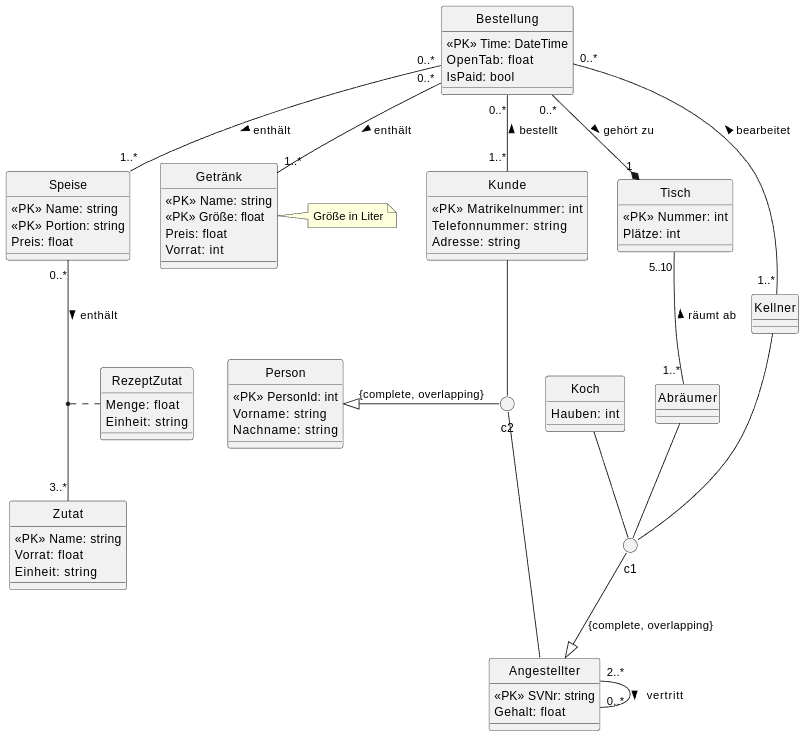 Bestellung
«PK» Time: DateTime
OpenTab: float
IsPaid: bool
0..*
0..*
0..*
0..*
0..*
enthält
enthält
bestellt
gehört zu
bearbeitet
1..*
1..*
1..*
1
Speise
«PK» Name: string
«PK» Portion: string
Preis: float
Getränk
«PK» Name: string
«PK» Größe: float
Preis: float
Vorrat: int
Größe in Liter
Kunde
«PK» Matrikelnummer: int
Telefonnummer: string
Adresse: string
Tisch
«PK» Nummer: int
Plätze: int
0..*
5..10
1..*
enthält
räumt ab
Kellner
RezeptZutat
Menge: float
Einheit: string
Person
«PK» PersonId: int
Vorname: string
Nachname: string
{complete, overlapping}
c2
Koch
Hauben: int
1..*
Abräumer
3..*
Zutat
«PK» Name: string
Vorrat: float
Einheit: string
c1
{complete, overlapping}
Angestellter
«PK» SVNr: string
Gehalt: float
2..*
0..*
vertritt